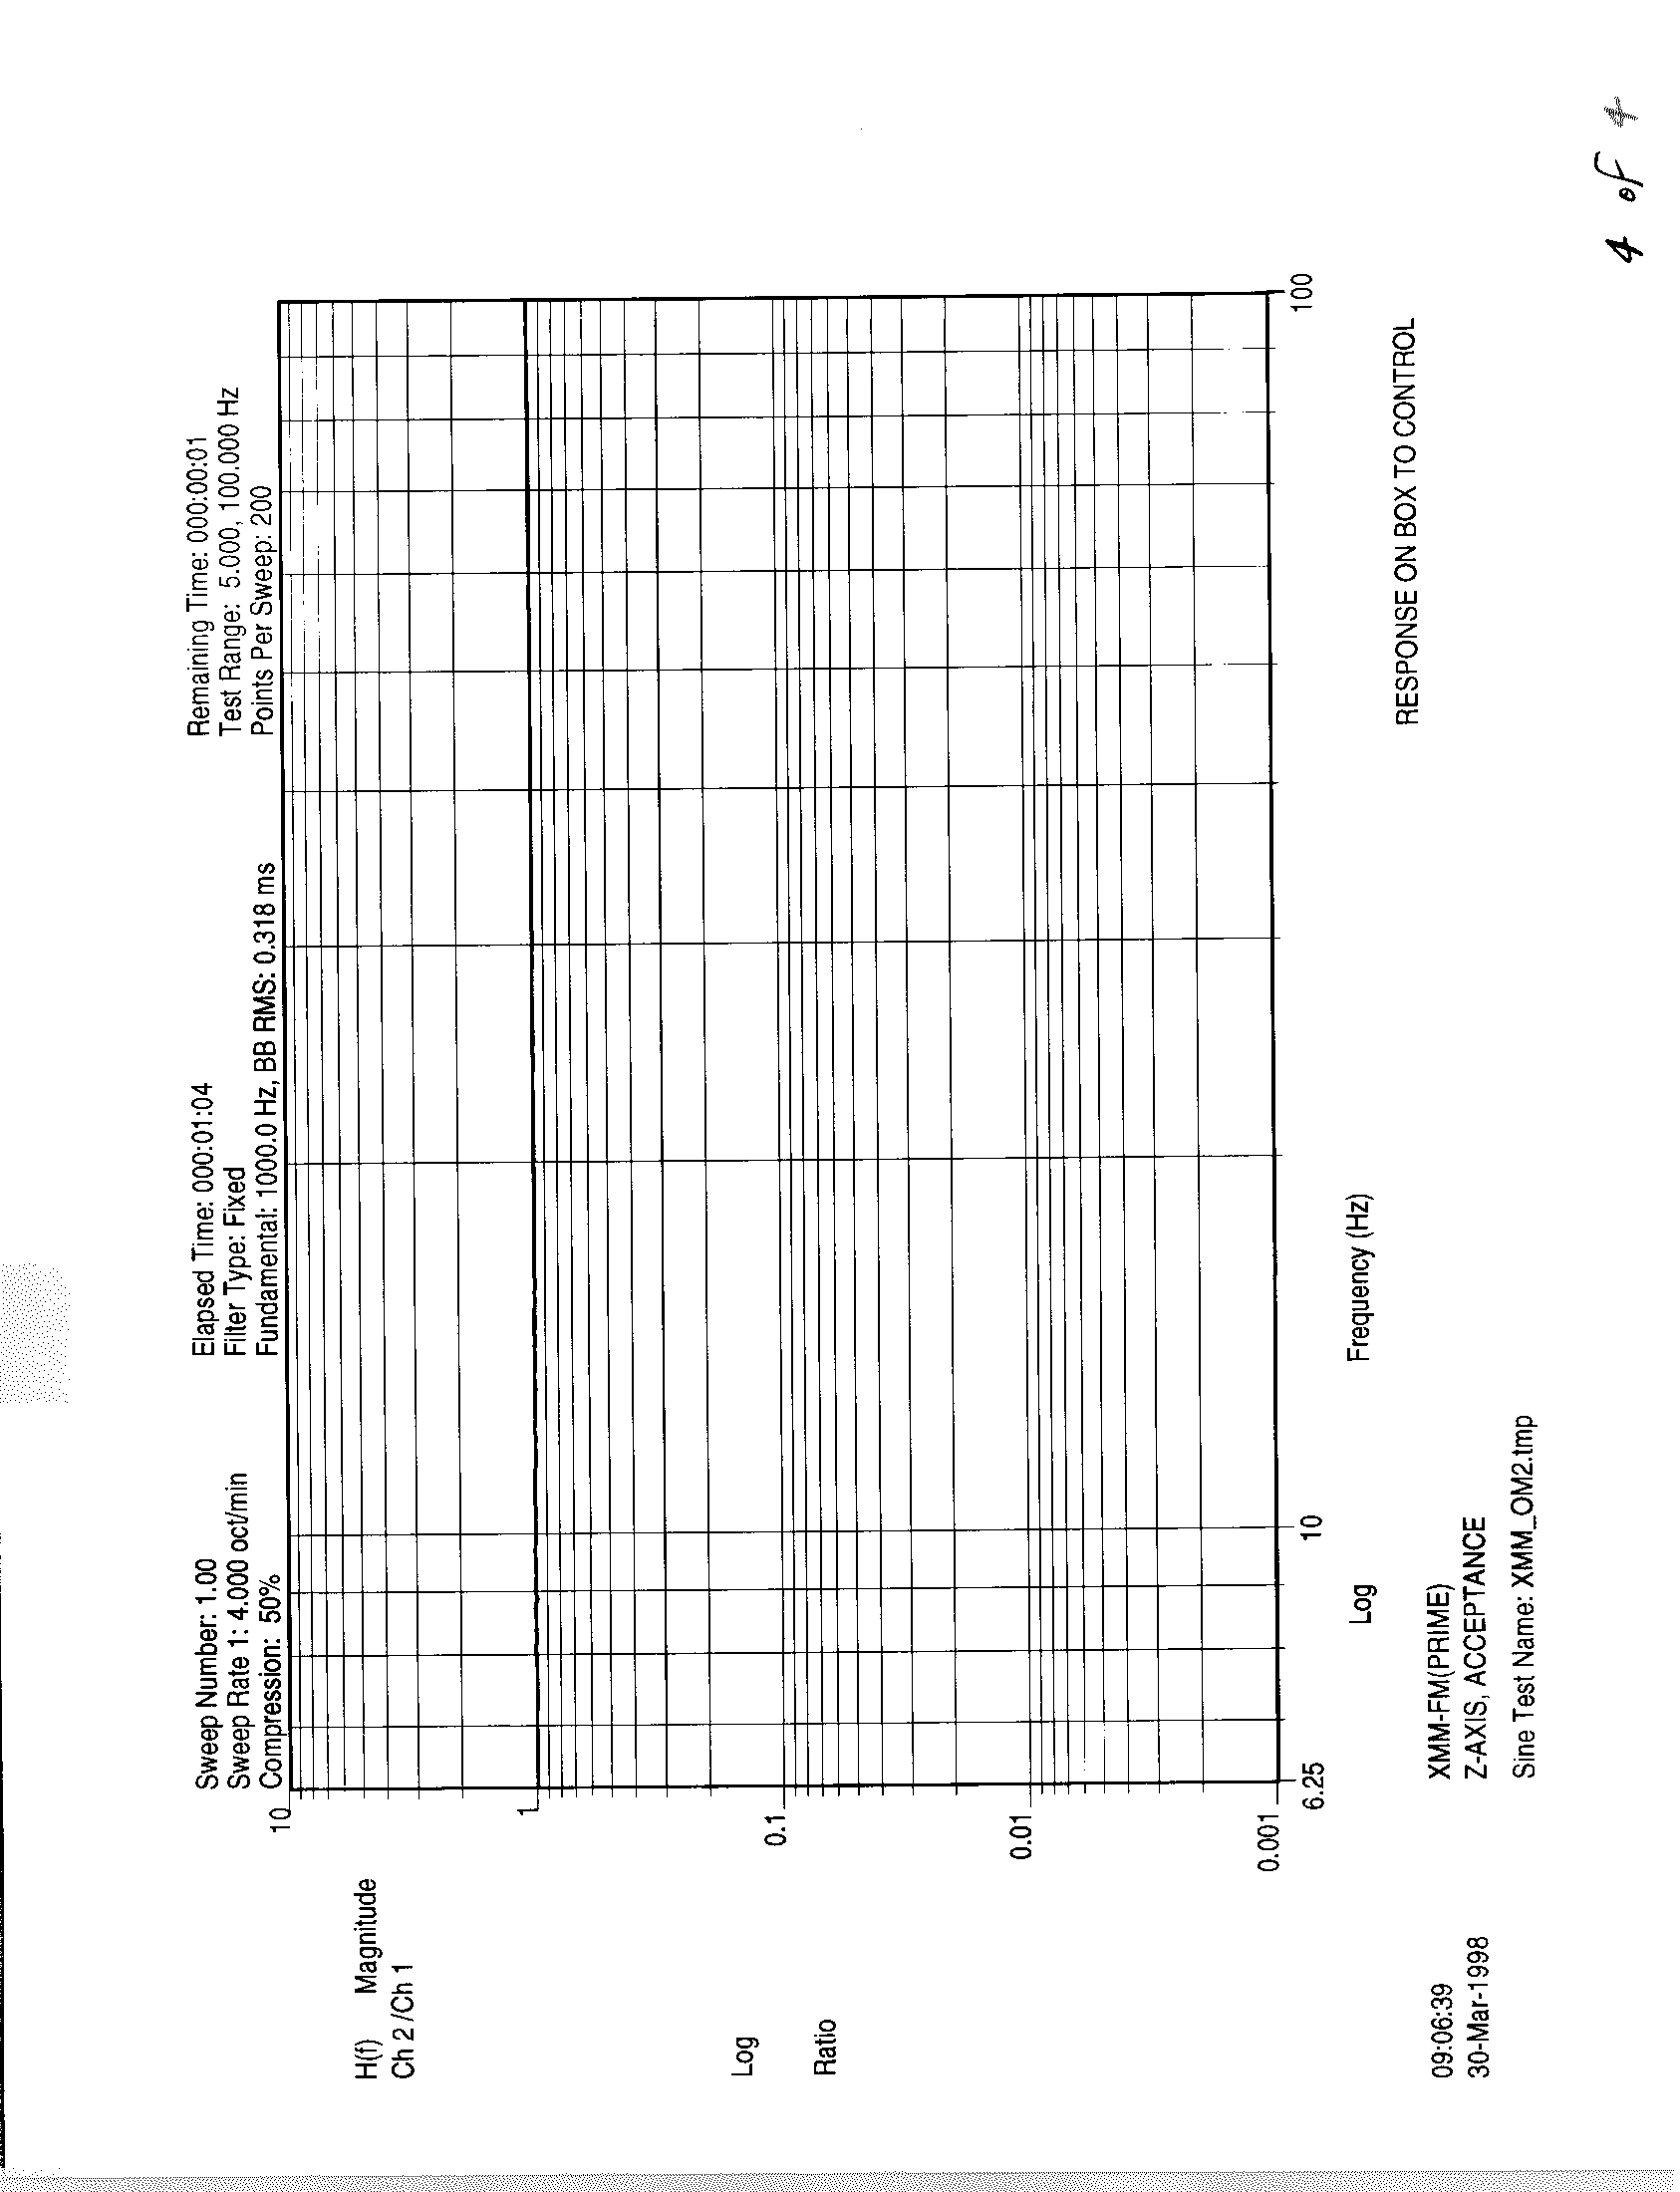 Sweep Number: 1.00
Sweep Rate 1: 4.000 oct/min
Compression: 50%
Elapsed Time: 000:01:04
Filter Type: Fixed
Fundamental: 1000.0 Hz, BB RMS: 0.318 ms
Remaining Time: 000:00:01
Test Range: 5.000, 100.000 Hz
Points Per Sweep: 200
H(f) Magnitude
Ch 2 /Ch 1
Log
Ratio
10
1
0.1
0.01
0.001
6.25
10
100
Log
Frequency (Hz)
RESPONSE ON BOX TO CONTROL
09:06:39
30-Mar-1998
XMM-FM(PRIME)
Z-AXIS, ACCEPTANCE
Sine Test Name: XMM_OM2.tmp
4 of 4